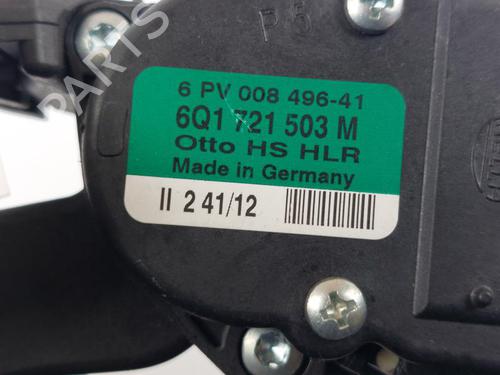 PARTS
P 5
6 PV 008 496-41
6Q1 721 503 M
Otto HS HLR
Made in Germany
II 2 41/12